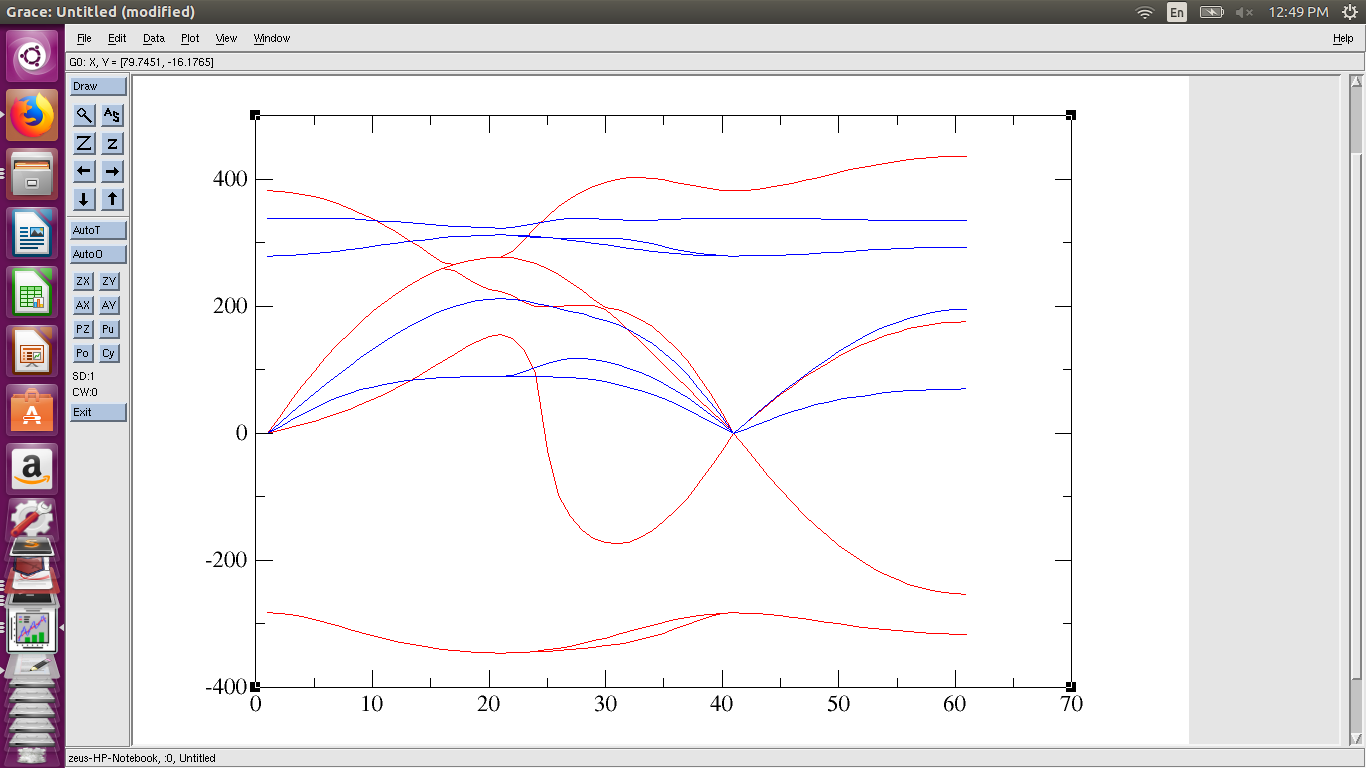 Grace: Untitled (modified)
En
12:49 PM
File Edit Data Plot View Window Help
G0: X, Y = [79.7451, -16.1765]
Draw
AS
Z z
AutoT
AutoO
ZX ZY
AX AY
PZ Pu
Po Cy
SD:1
CW:0
Exit
400
200
0
-200
-400
0 10 20 30 40 50 60 70
zeus-HP-Notebook, :0, Untitled